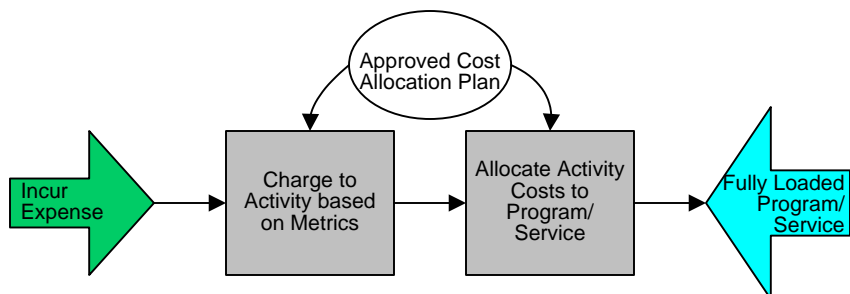 Approved Cost
Allocation Plan
Incur
Expense
Charge to
Activity based
on Metrics
Allocate Activity
Costs to
Program/
Service
Fully Loaded
Program/
Service